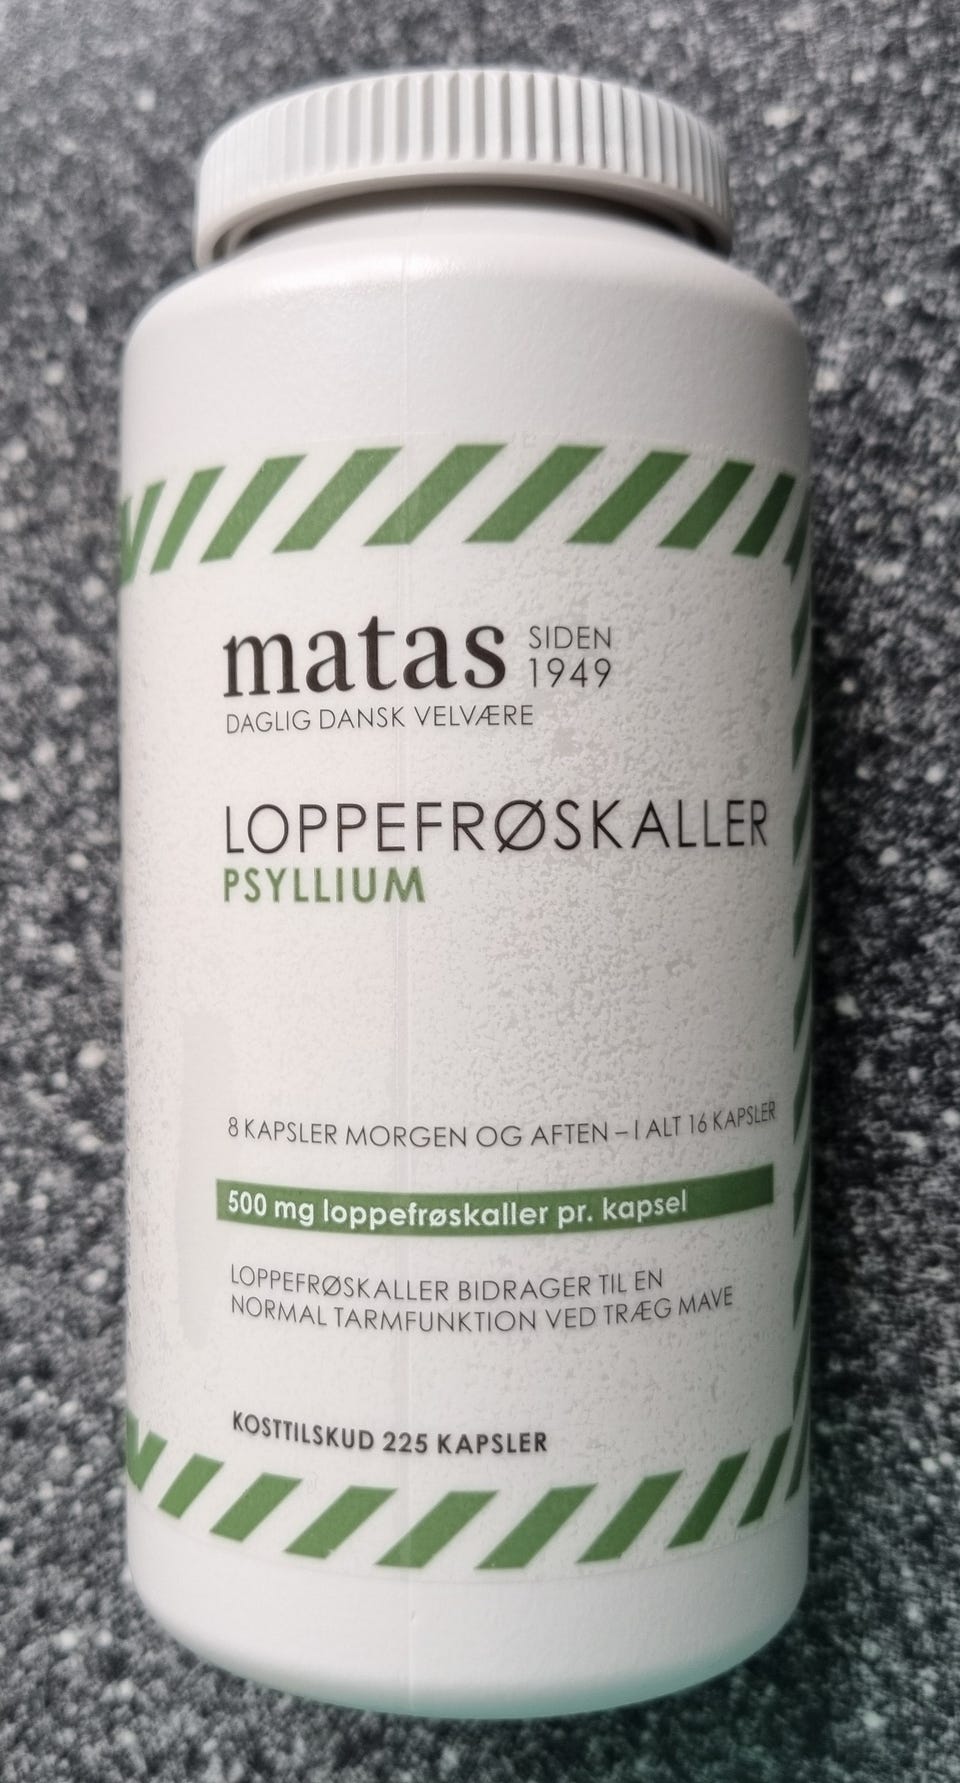 matas SIDEN 1949
DAGLIG DANSK VELVÆRE
LOPPEFRØSKALLER
PSYLLIUM
8 KAPSLER MORGEN OG AFTEN – I ALT 16 KAPSLER
500 mg loppefrøskaller pr. kapsel
LOPPEFRØSKALLER BIDRAGER TIL EN
NORMAL TARMFUNKTION VED TRÆG MAVE
KOSTTILSKUD 225 KAPSLER